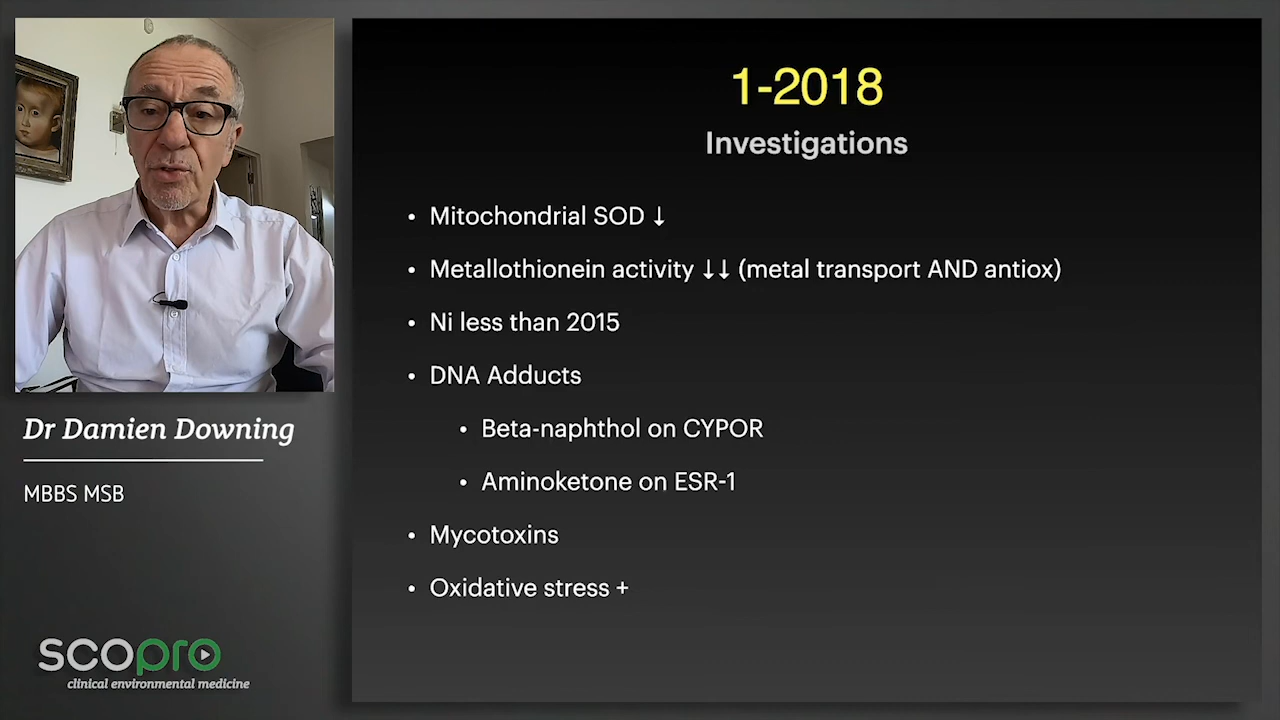 1-2018
Investigations
• Mitochondrial SOD ↓
• Metallothionein activity ↓↓ (metal transport AND antiox)
• Ni less than 2015
• DNA Adducts
• Beta-naphthol on CYPOR
• Aminoketone on ESR-1
• Mycotoxins
• Oxidative stress +
Dr Damien Downing
MBBS MSB
scopro
clinical environmental medicine